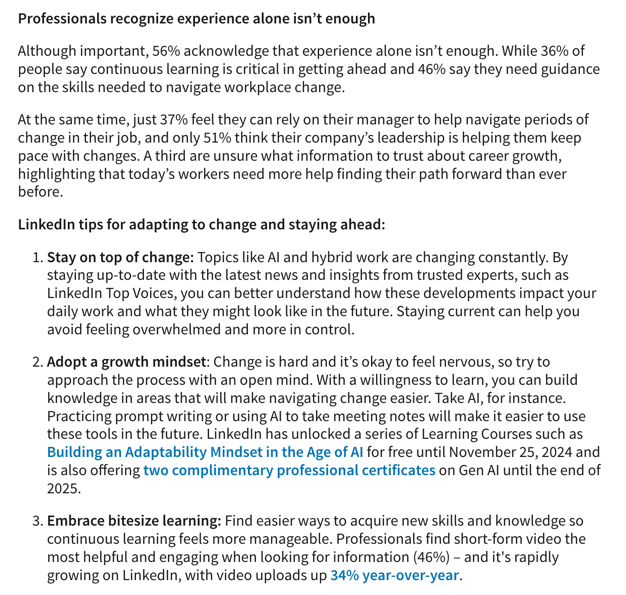 Professionals recognize experience alone isn't enough
Although important, 56% acknowledge that experience alone isn't enough. While 36% of
people say continuous learning is critical in getting ahead and 46% say they need guidance
on the skills needed to navigate workplace change.
At the same time, just 37% feel they can rely on their manager to help navigate periods of
change in their job, and only 51% think their company's leadership is helping them keep
pace with changes. A third are unsure what information to trust about career growth,
highlighting that today's workers need more help finding their path forward than ever
before.
LinkedIn tips for adapting to change and staying ahead:
1. Stay on top of change: Topics like AI and hybrid work are changing constantly. By
staying up-to-date with the latest news and insights from trusted experts, such as
LinkedIn Top Voices, you can better understand how these developments impact your
daily work and what they might look like in the future. Staying current can help you
avoid feeling overwhelmed and more in control.
2. Adopt a growth mindset: Change is hard and it's okay to feel nervous, so try to
approach the process with an open mind. With a willingness to learn, you can build
knowledge in areas that will make navigating change easier. Take AI, for instance.
Practicing prompt writing or using AI to take meeting notes will make it easier to use
these tools in the future. LinkedIn has unlocked a series of Learning Courses such as
Building an Adaptability Mindset in the Age of AI for free until November 25, 2024 and
is also offering two complimentary professional certificates on Gen AI until the end of
2025.
3. Embrace bitesize learning: Find easier ways to acquire new skills and knowledge so
continuous learning feels more manageable. Professionals find short-form video the
most helpful and engaging when looking for information (46%) – and it's rapidly
growing on LinkedIn, with video uploads up 34% year-over-year.